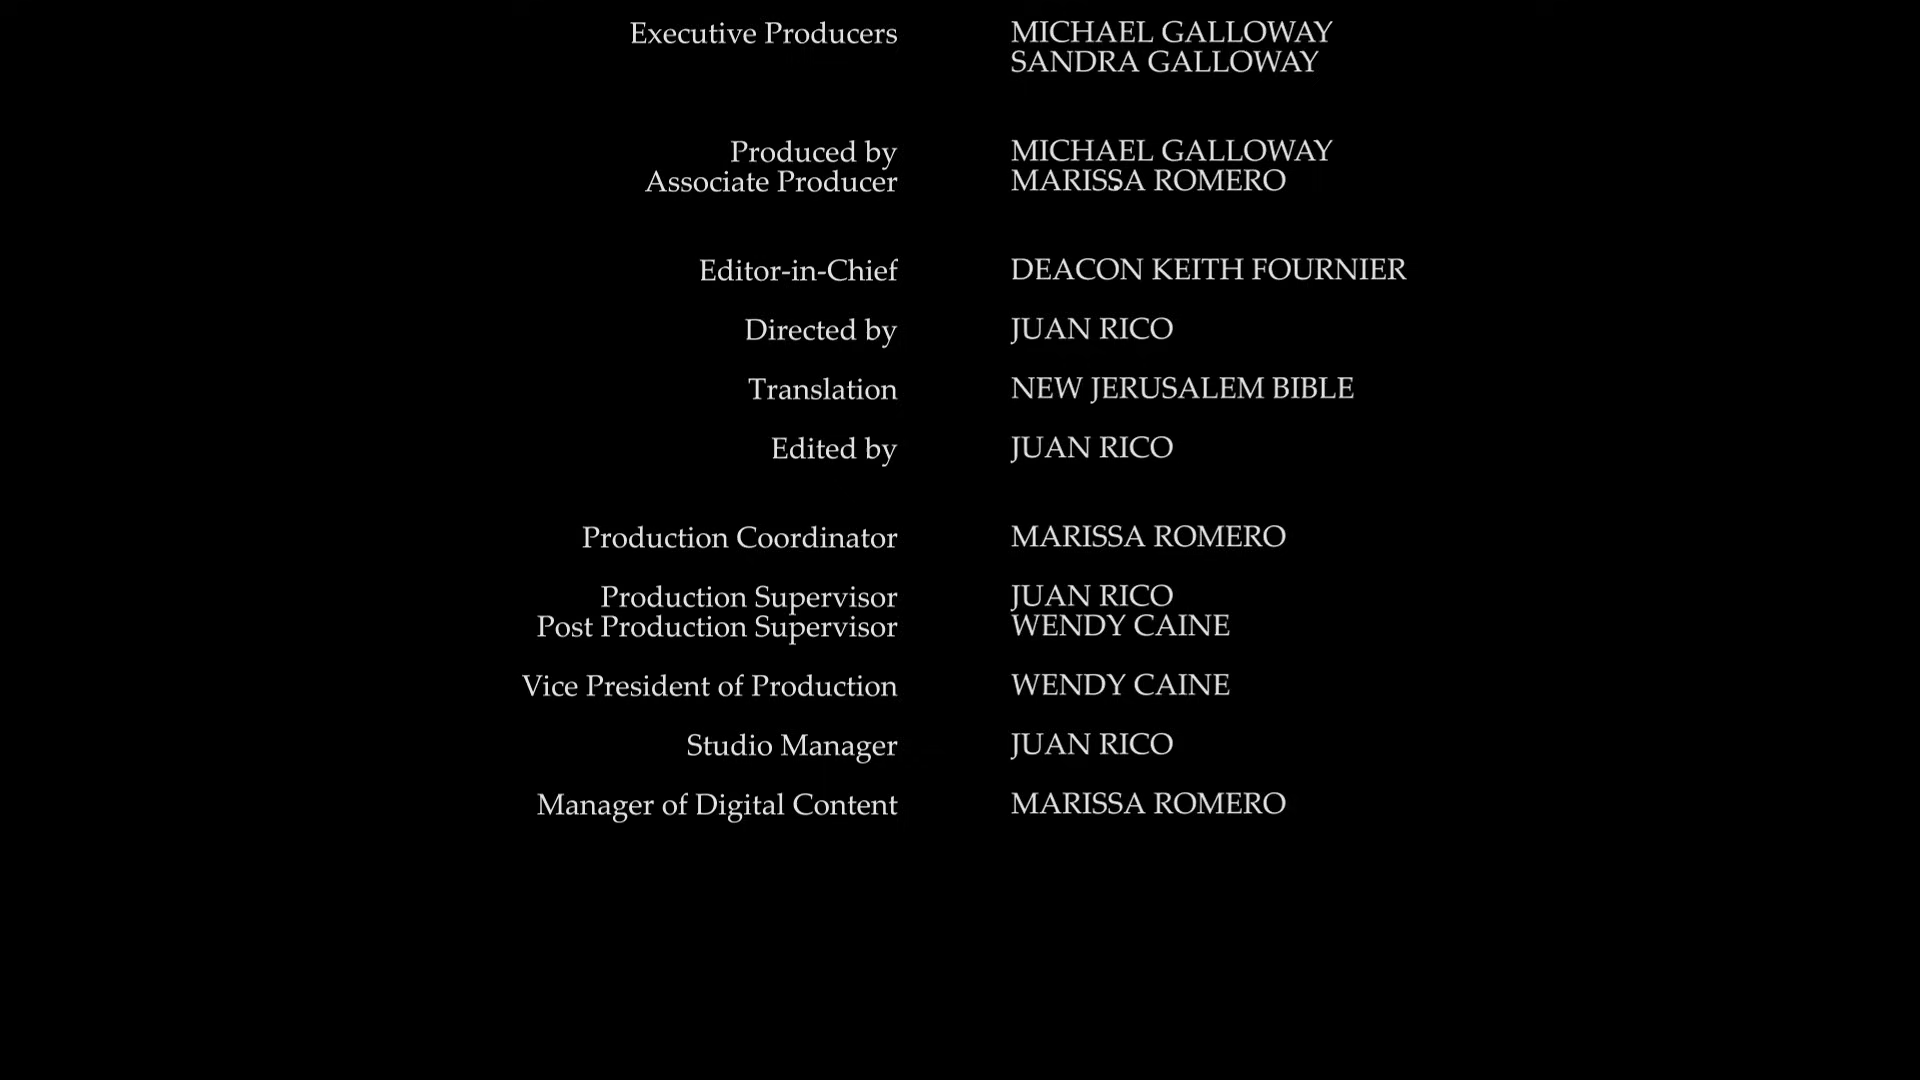 Executive Producers MICHAEL GALLOWAY
SANDRA GALLOWAY
Produced by MICHAEL GALLOWAY
Associate Producer MARISSA ROMERO
Editor-in-Chief DEACON KEITH FOURNIER
Directed by JUAN RICO
Translation NEW JERUSALEM BIBLE
Edited by JUAN RICO
Production Coordinator MARISSA ROMERO
Production Supervisor JUAN RICO
Post Production Supervisor WENDY CAINE
Vice President of Production WENDY CAINE
Studio Manager JUAN RICO
Manager of Digital Content MARISSA ROMERO